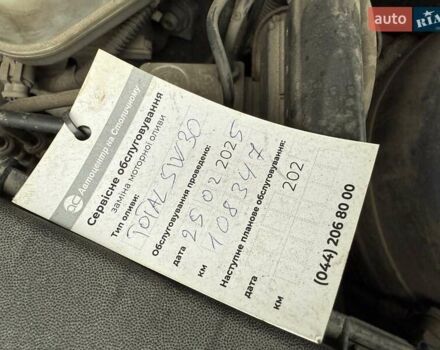 auto RIA
Автоцентр на Столичному
Сервісне обслуговування
заміна моторної оливи
Тип оливи: TOTAL 5W30
Обслуговування проведено:
дата 25 02 2025
км 108347
Наступне планове обслуговування:
дата 202
км
(044) 206 80 00